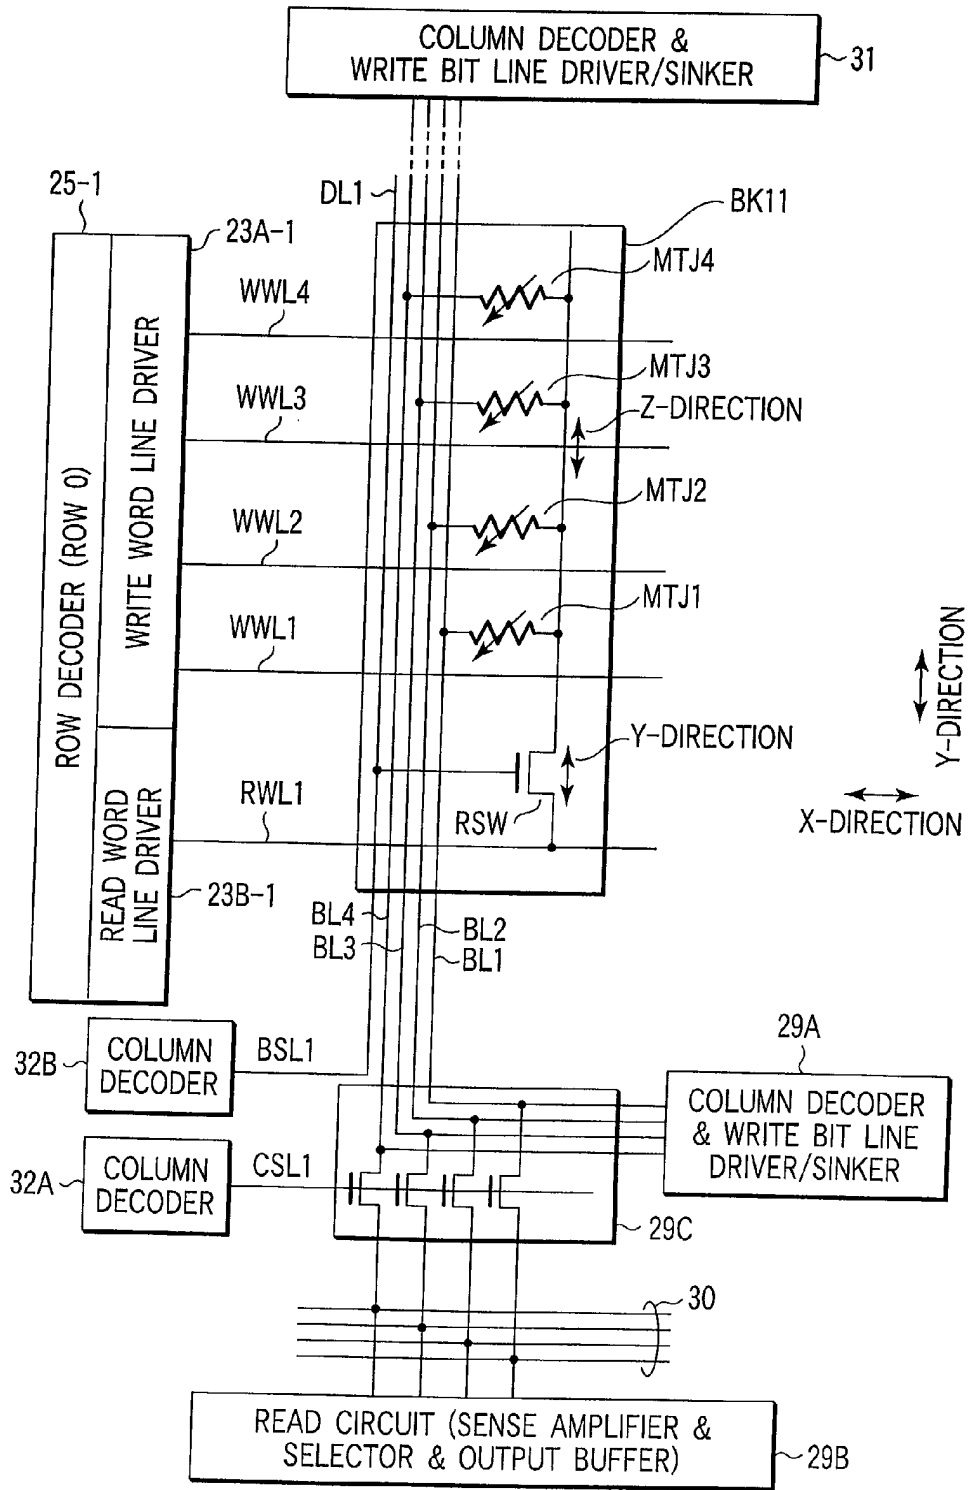 COLUMN DECODER &
WRITE BIT LINE DRIVER/SINKER
31
DL1
25-1
BK11
23A-1
MTJ4
WWL4
MTJ3
WWL3
Z-DIRECTION
MTJ2
WWL2
MTJ1
WWL1
ROW DECODER (ROW 0)
WRITE WORD LINE DRIVER
Y-DIRECTION
Y-DIRECTION
X-DIRECTION
RWL1
RSW
READ WORD
LINE DRIVER
23B-1
BL4
BL3
BL2
BL1
32B
COLUMN
DECODER
BSL1
29A
COLUMN DECODER
& WRITE BIT LINE
DRIVER/SINKER
32A
COLUMN
DECODER
CSL1
29C
30
READ CIRCUIT (SENSE AMPLIFIER &
SELECTOR & OUTPUT BUFFER)
29B